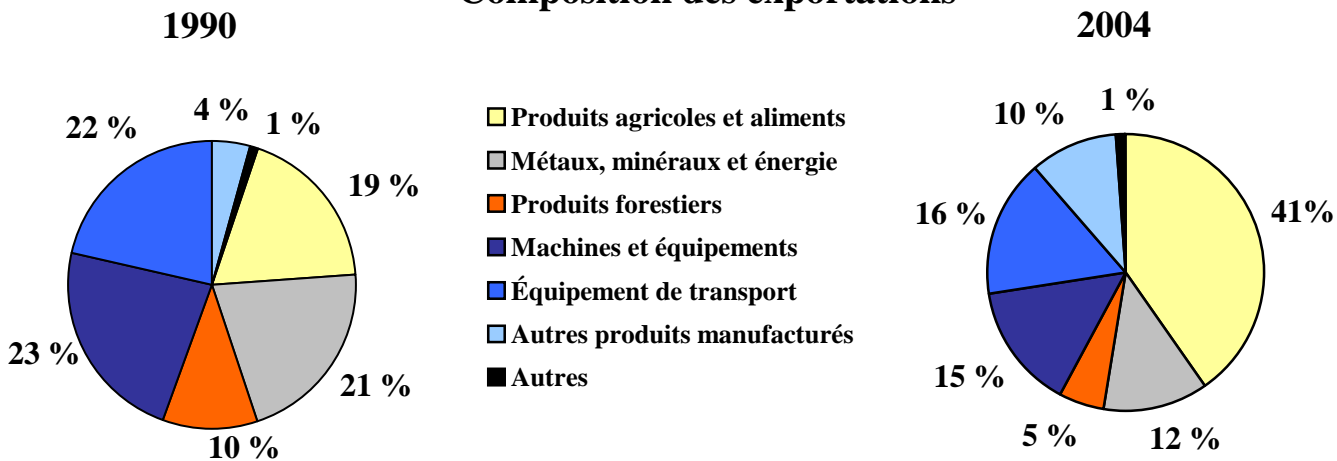 Composition des exportations
1990
2004
4 %
1 %
22 %
19 %
23 %
21 %
10 %
Produits agricoles et aliments
Métaux, minéraux et énergie
Produits forestiers
Machines et équipements
Équipement de transport
Autres produits manufacturés
Autres
10 %
1 %
16 %
41%
15 %
5 %
12 %